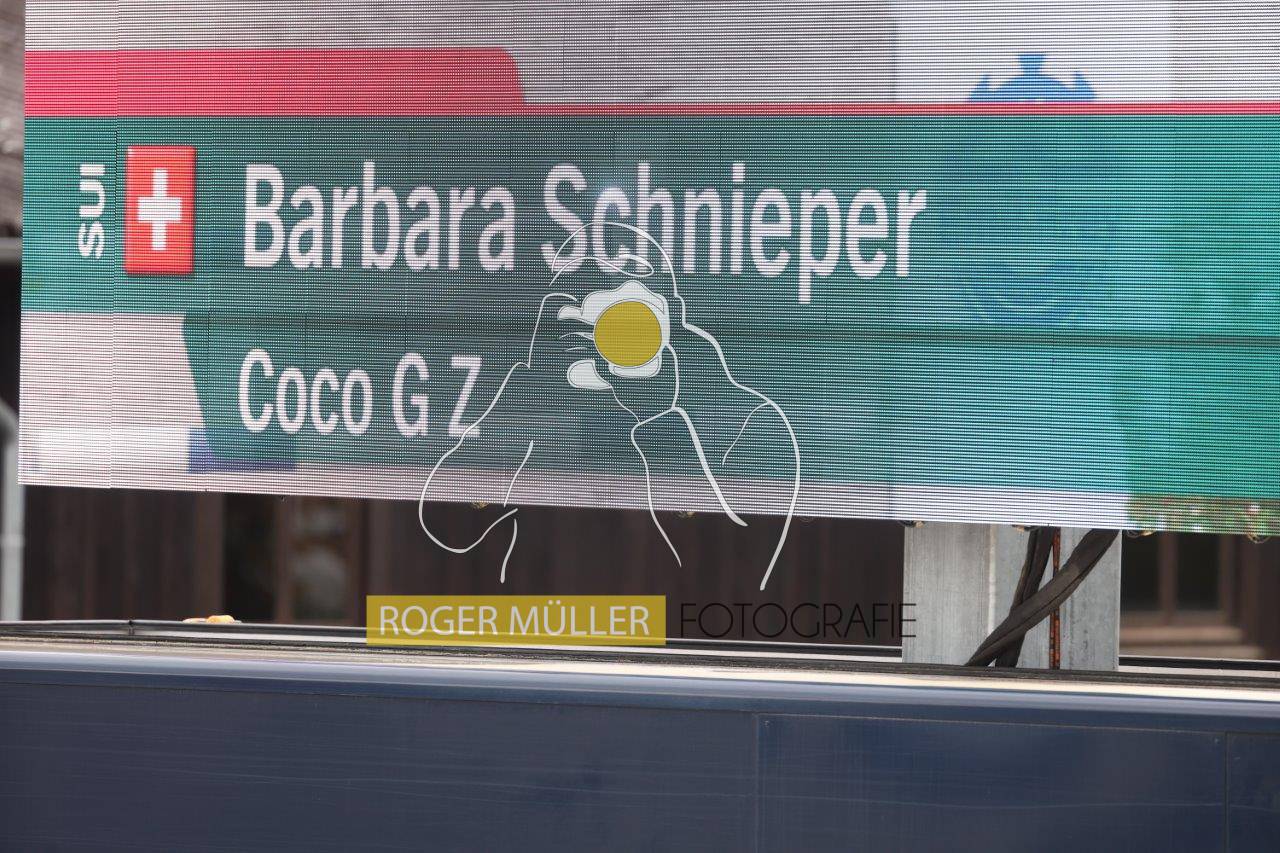 SUI
Barbara Schnieper
Coco G Z
ROGER MÜLLER FOTOGRAFIE